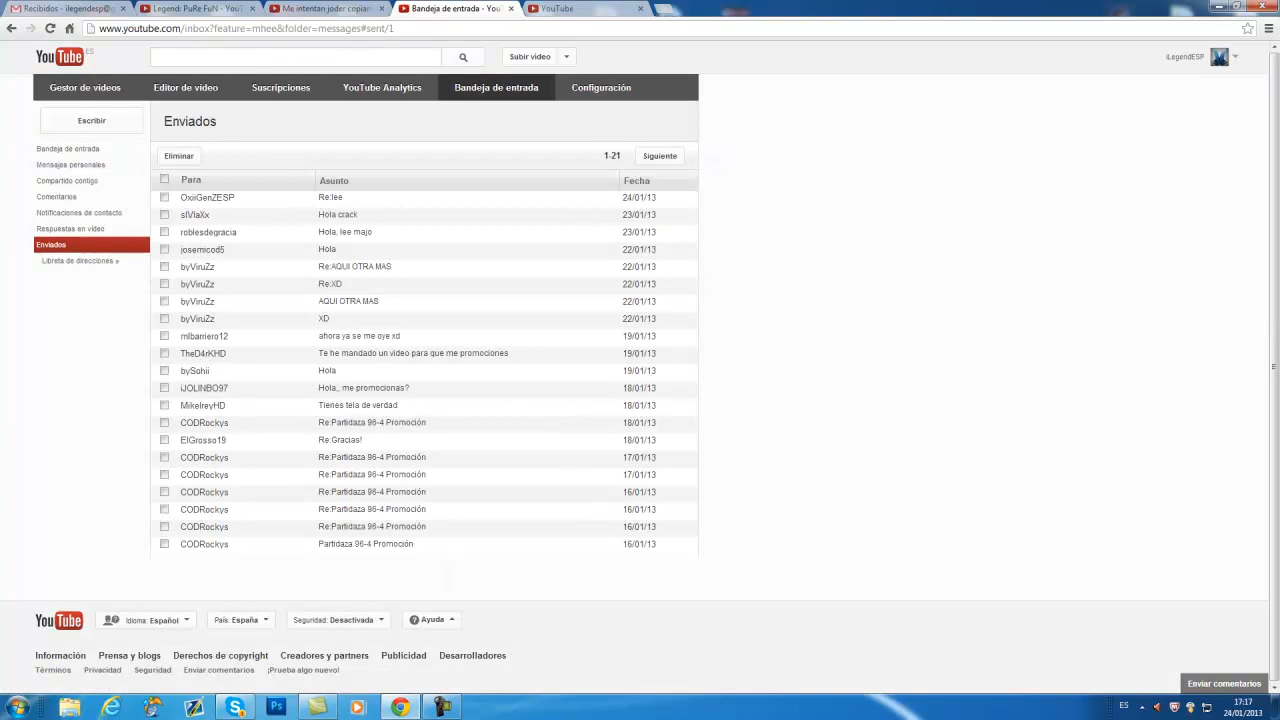 Recibidos - ilegendesp@ Legendi PuRe FuN - YouT Me intentan joder copiari Bandeja de entrada - You YouTube
www.youtube.com/inbox?feature=mhee&folder=messages#sent/1
YouTube ES Subir vídeo iLegendESP
Gestor de vídeos Editor de vídeo Suscripciones YouTube Analytics Bandeja de entrada Configuración
Escribir
Enviados
Bandeja de entrada
Mensajes personales
Compartido contigo
Comentarios
Notificaciones de contacto
Respuestas en vídeo
Enviados
Libreta de direcciones »
Eliminar 1-21 Siguiente
Para Asunto Fecha
OxiiGenZESP Re:lee 24/01/13
sIVIaXx Hola crack 23/01/13
roblesdegracia Hola, lee majo 23/01/13
josemicod5 Hola 22/01/13
byViruZz Re:AQUI OTRA MAS 22/01/13
byViruZz Re:XD 22/01/13
byViruZz AQUI OTRA MAS 22/01/13
byViruZz XD 22/01/13
mlbarriero12 ahora ya se me oye xd 19/01/13
TheD4rKHD Te he mandado un video para que me promociones 19/01/13
bySohii Hola 19/01/13
iJOLINBO97 Hola,, me promocionas? 18/01/13
MikelreyHD Tienes tela de verdad 18/01/13
CODRockys Re:Partidaza 96-4 Promoción 18/01/13
ElGrosso19 Re:Gracias! 18/01/13
CODRockys Re:Partidaza 96-4 Promoción 17/01/13
CODRockys Re:Partidaza 96-4 Promoción 17/01/13
CODRockys Re:Partidaza 96-4 Promoción 16/01/13
CODRockys Re:Partidaza 96-4 Promoción 16/01/13
CODRockys Re:Partidaza 96-4 Promoción 16/01/13
CODRockys Partidaza 96-4 Promoción 16/01/13
YouTube Idioma: Español País: España Seguridad: Desactivada Ayuda
Información Prensa y blogs Derechos de copyright Creadores y partners Publicidad Desarrolladores
Términos Privacidad Seguridad Enviar comentarios ¡Prueba algo nuevo!
Enviar comentarios
Ps ES 17:17
24/01/2013